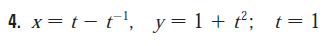 4. x = t − t⁻¹, y = 1 + t²; t = 1